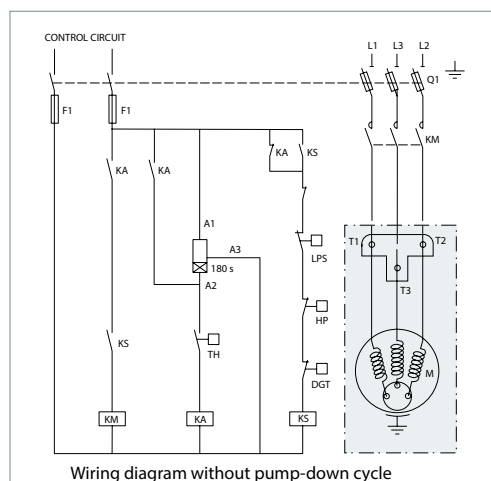 CONTROL CIRCUIT
L1 L3 L2
Q1
F1 F1
KM
KA KA KA KS
A1
A3
180 s
A2
LPS
T1 T2
T3
HP
KS TH
DGT
M
KM KA KS
Wiring diagram without pump-down cycle